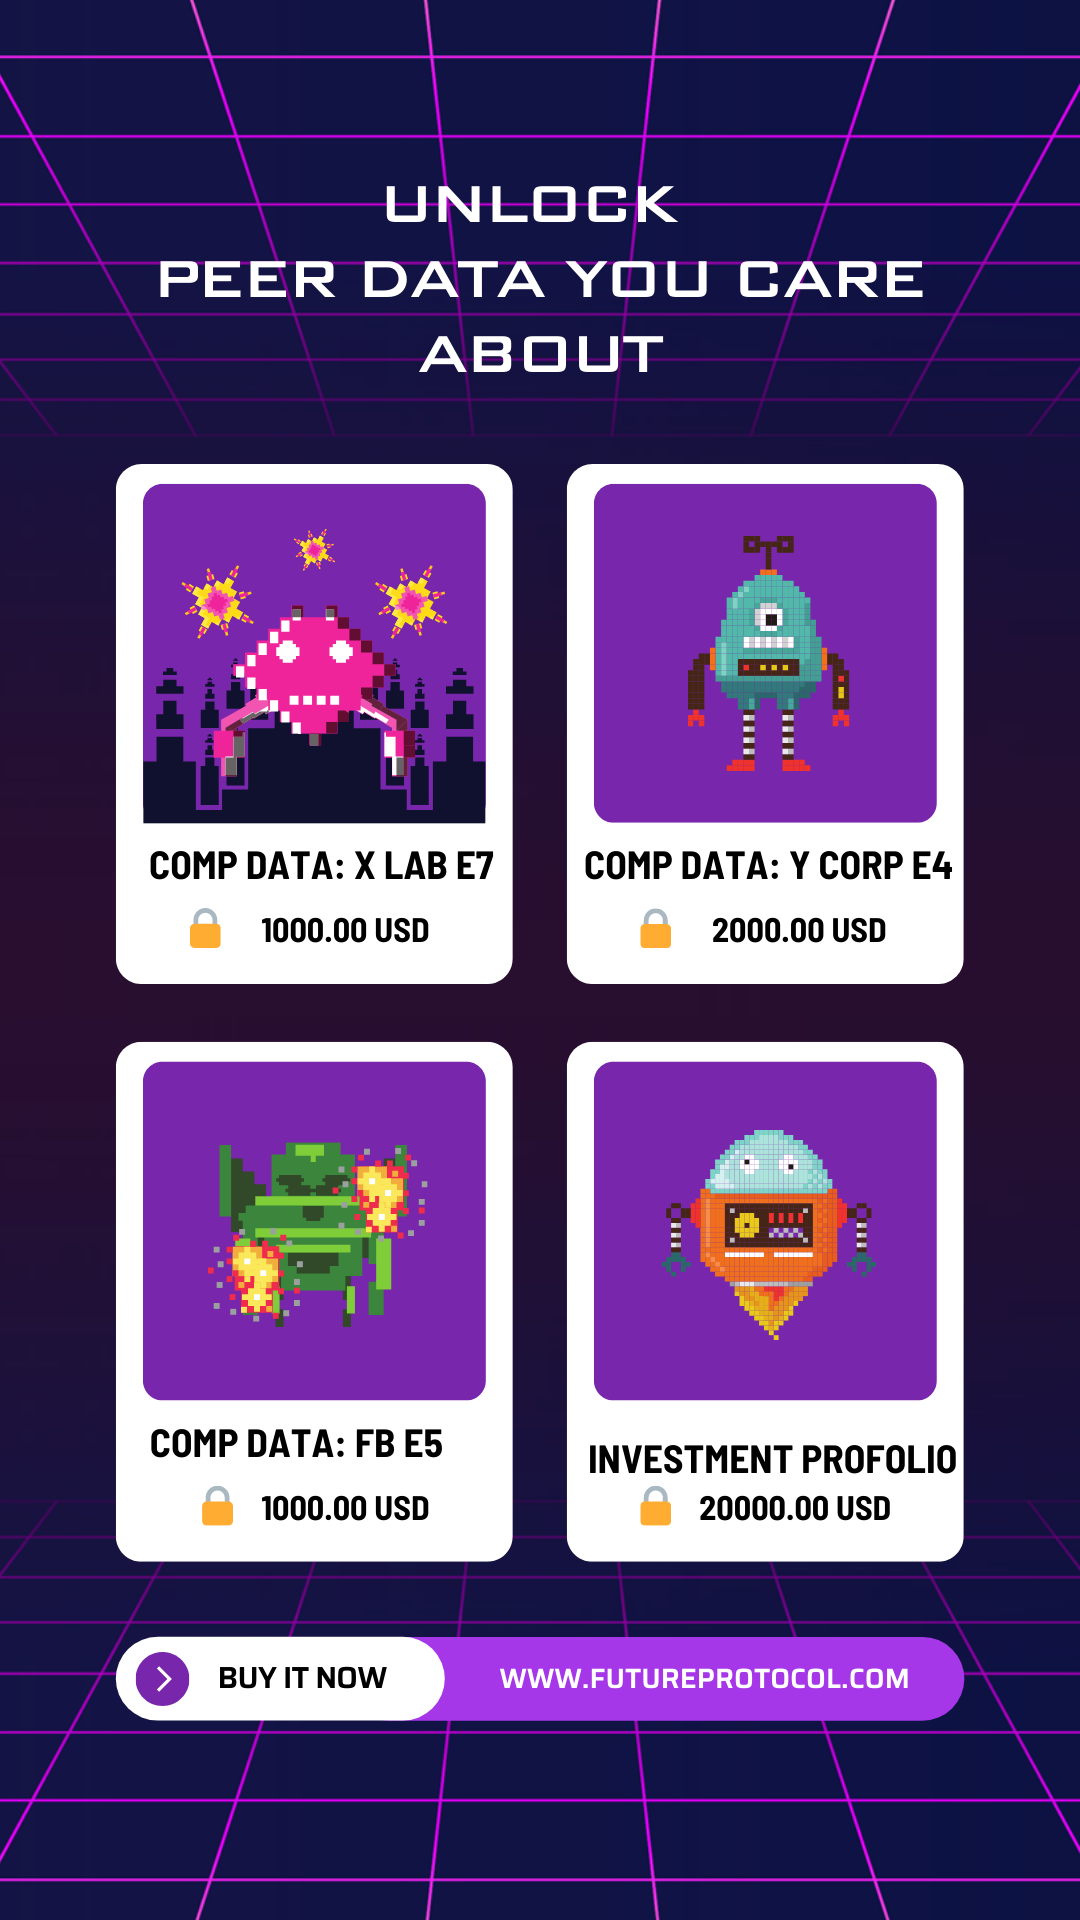 UNLOCK
PEER DATA YOU CARE
ABOUT
COMP DATA: X LAB E7
1000.00 USD
COMP DATA: Y CORP E4
2000.00 USD
COMP DATA: FB E5
1000.00 USD
INVESTMENT PROFOLIO
20000.00 USD
BUY IT NOW
WWW.FUTUREPROTOCOL.COM